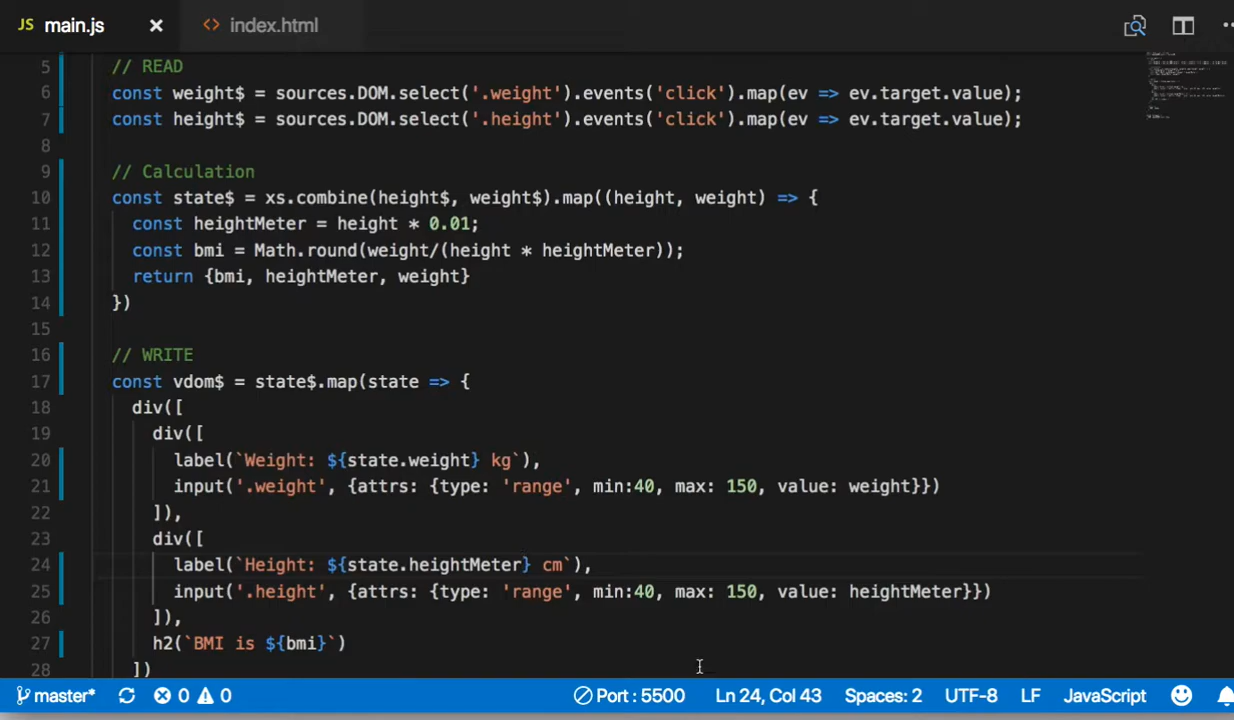 JS main.js × <> index.html
5 // READ
6 const weight$ = sources.DOM.select('.weight').events('click').map(ev => ev.target.value);
7 const height$ = sources.DOM.select('.height').events('click').map(ev => ev.target.value);
8
9 // Calculation
10 const state$ = xs.combine(height$, weight$).map((height, weight) => {
11 const heightMeter = height * 0.01;
12 const bmi = Math.round(weight/(height * heightMeter));
13 return {bmi, heightMeter, weight}
14 })
15
16 // WRITE
17 const vdom$ = state$.map(state => {
18 div([
19 div([
20 label(`Weight: ${state.weight} kg`),
21 input('.weight', {attrs: {type: 'range', min:40, max: 150, value: weight}})
22 ]),
23 div([
24 label(`Height: ${state.heightMeter} cm`),
25 input('.height', {attrs: {type: 'range', min:40, max: 150, value: heightMeter}})
26 ]),
27 h2(`BMI is ${bmi}`)
28 ])
master* 0 0 Port : 5500 Ln 24, Col 43 Spaces: 2 UTF-8 LF JavaScript